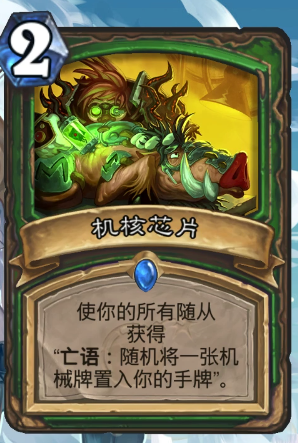 2
机核芯片
使你的所有随从
获得
“亡语：随机将一张机
械牌置入你的手牌”。